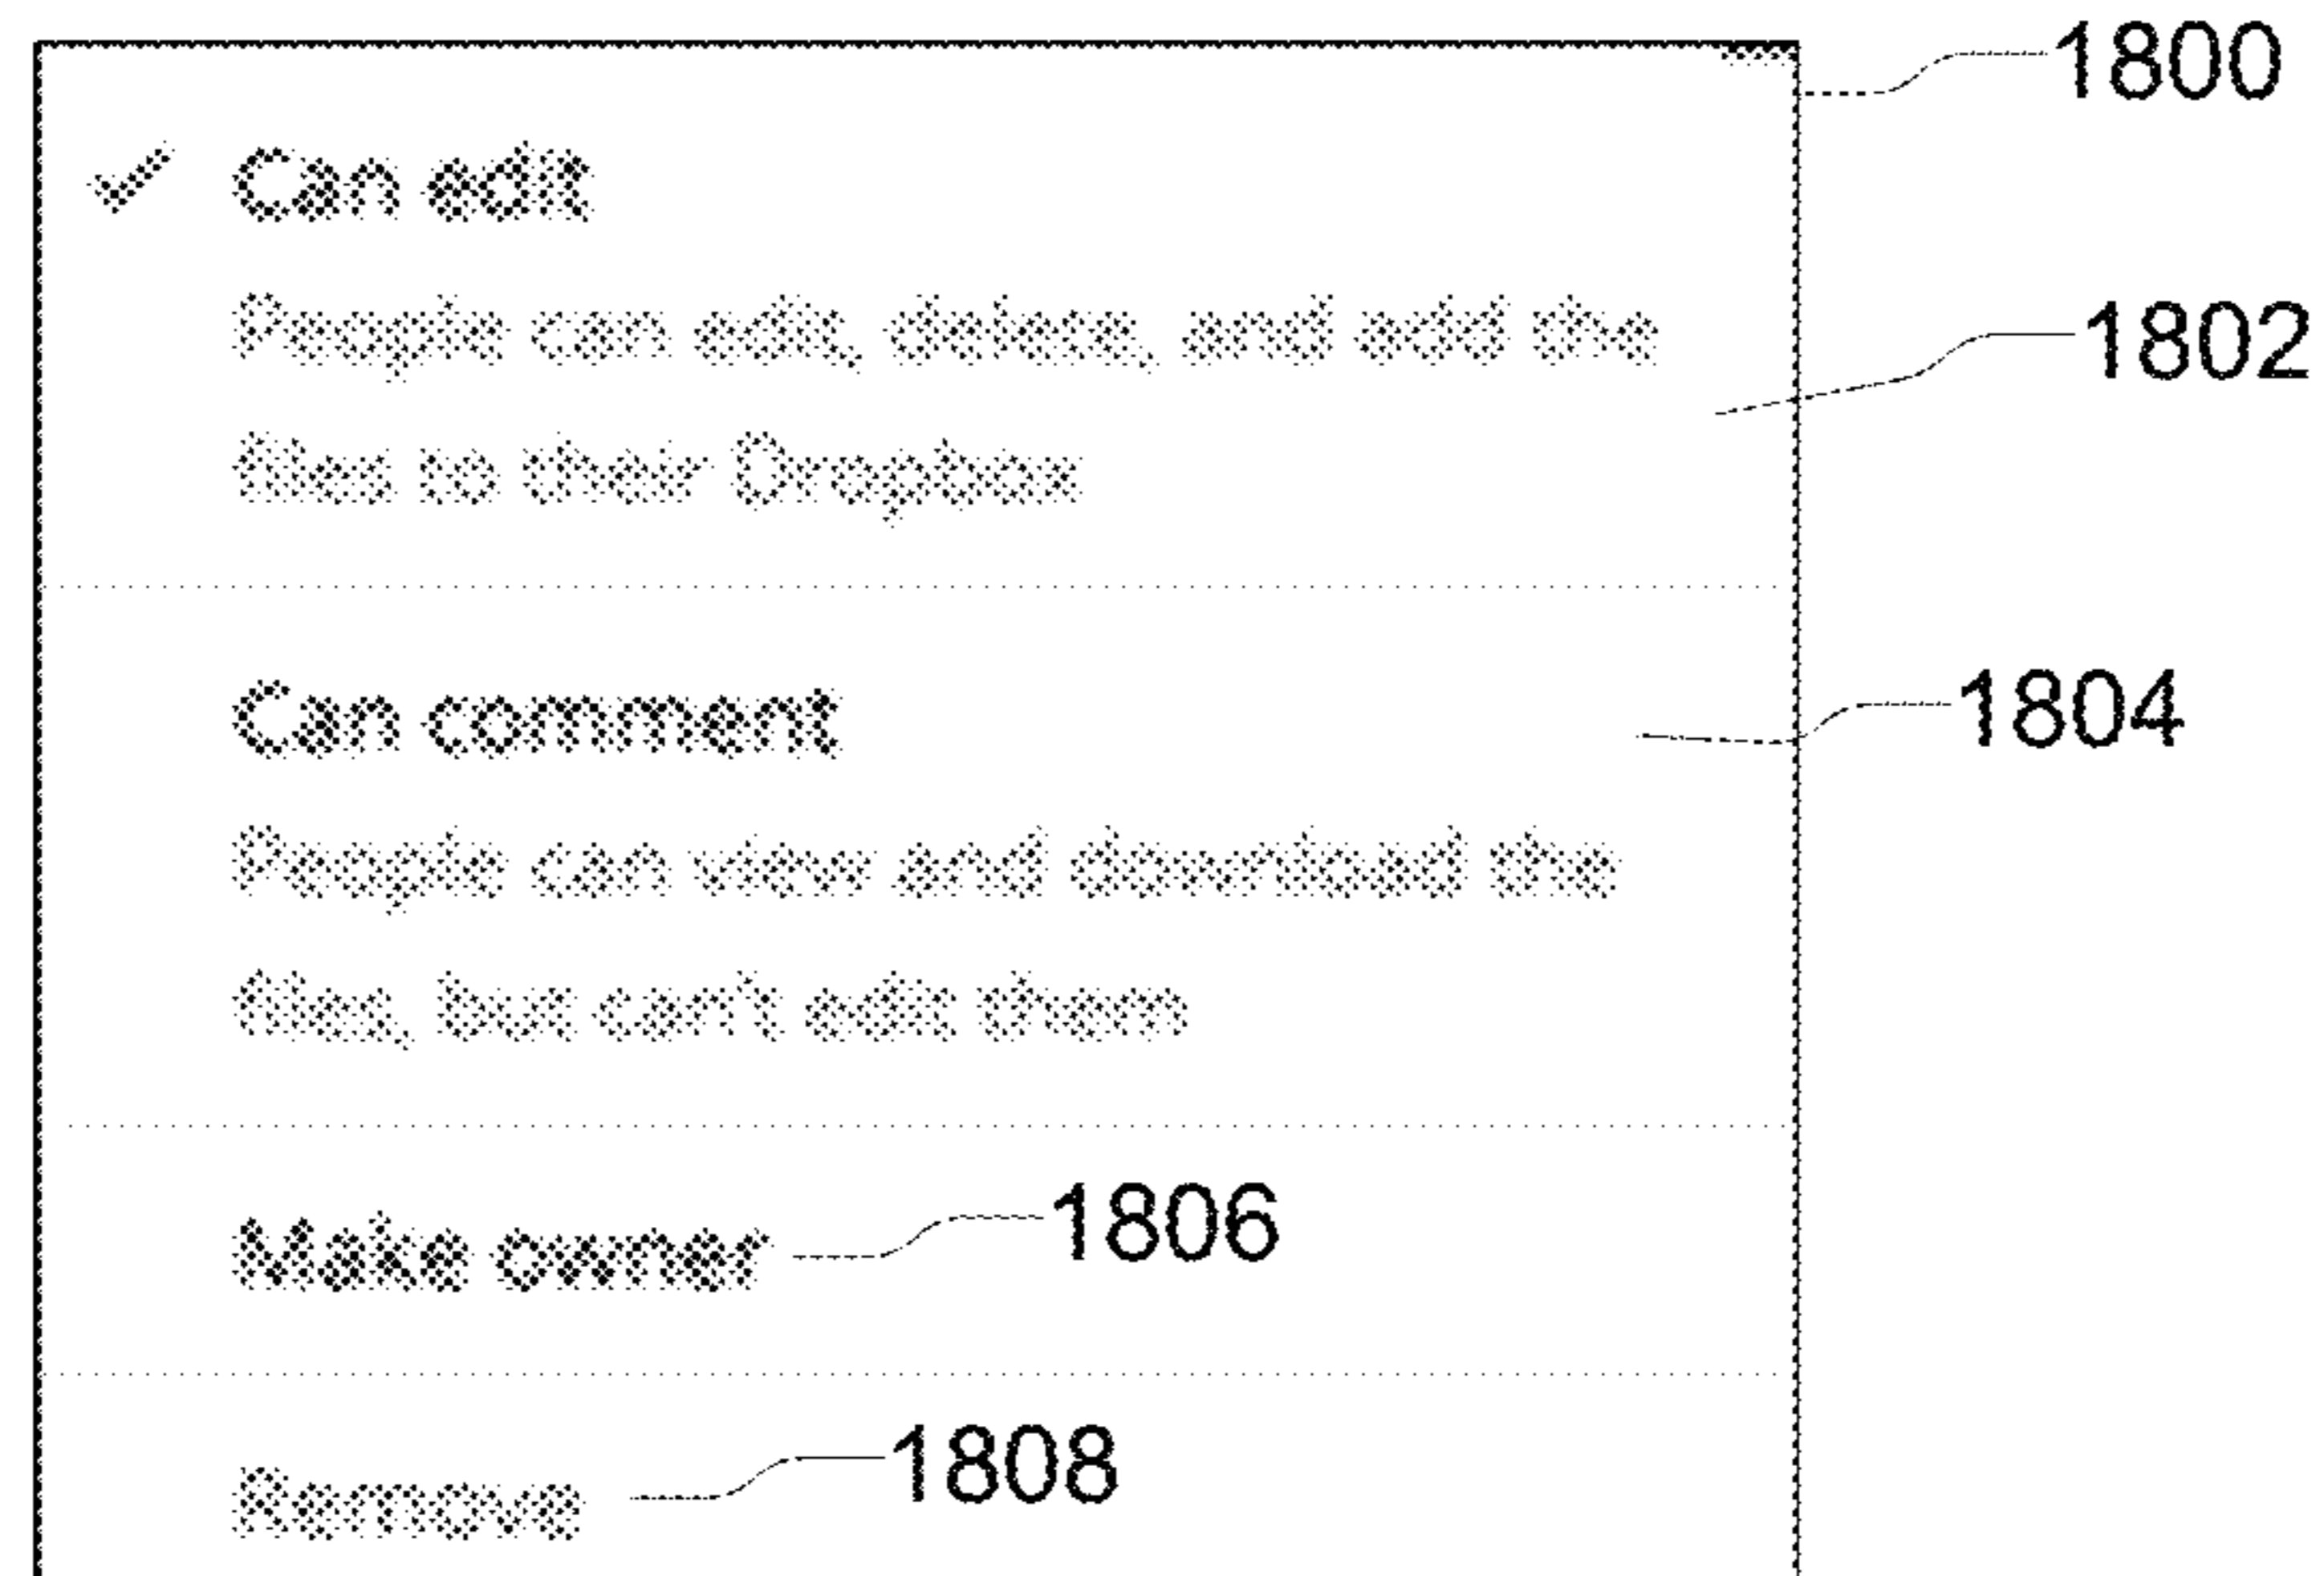 1800
✓ Can edit
People can edit, delete, and add the
files to their Dropbox
1802
Can comment
1804
People can view and download the
files, but can't edit them
Make owner
1806
Remove
1808